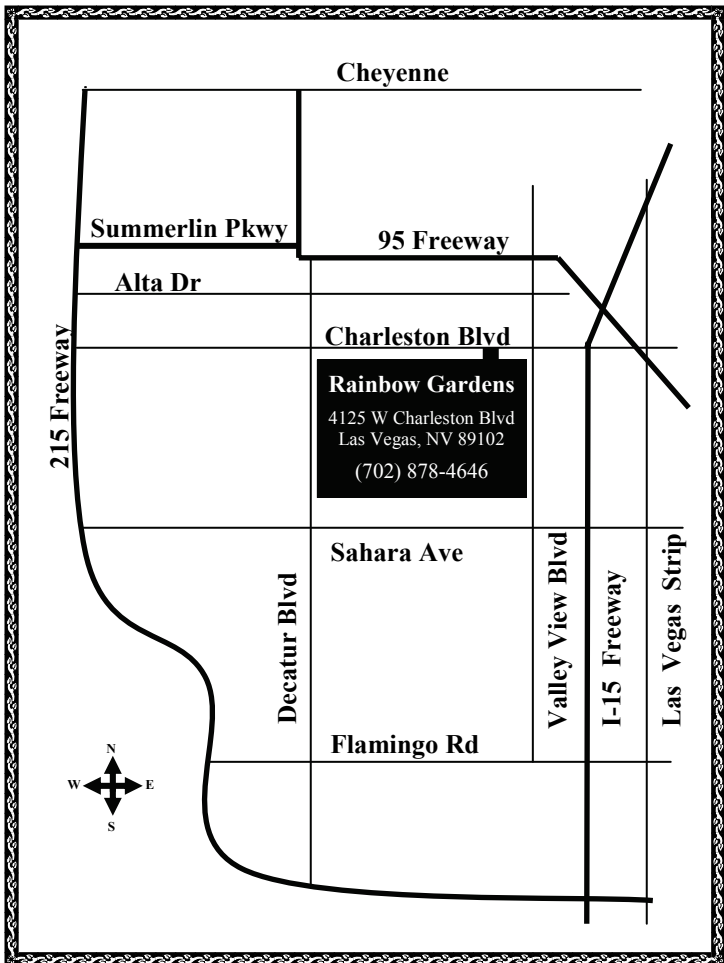 Cheyenne
Summerlin Pkwy
95 Freeway
Alta Dr
Charleston Blvd
215 Freeway
Rainbow Gardens
4125 W Charleston Blvd
Las Vegas, NV 89102
(702) 878-4646
Sahara Ave
Decatur Blvd
Valley View Blvd
I-15 Freeway
Las Vegas Strip
Flamingo Rd
N
W
E
S